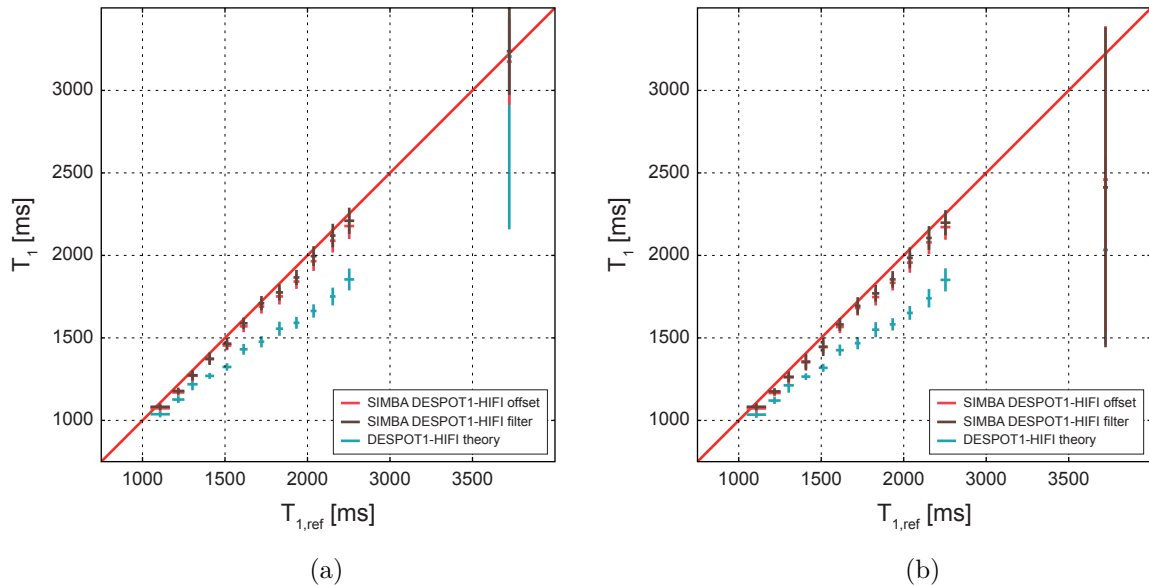 3000
2500
2000
1500
1000
T1 [ms]
1000 1500 2000 2500 3000 3500
T1,ref [ms]
SIMBA DESPOT1-HIFI offset
SIMBA DESPOT1-HIFI filter
DESPOT1-HIFI theory
(a)
3000
2500
2000
1500
1000
T1 [ms]
1000 1500 2000 2500 3000 3500
T1,ref [ms]
SIMBA DESPOT1-HIFI offset
SIMBA DESPOT1-HIFI filter
DESPOT1-HIFI theory
(b)